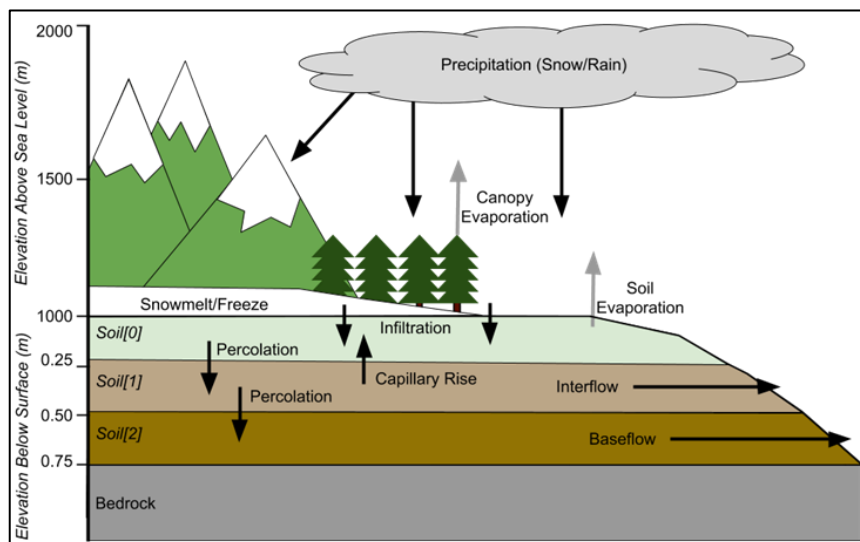 Elevation Above Sea Level (m)
2000
1500
1000
Precipitation (Snow/Rain)
Canopy
Evaporation
Soil
Evaporation
Snowmelt/Freeze
Infiltration
Elevation Below Surface (m)
0.25
0.50
0.75
Soil[0]
Percolation
Soil[1]
Capillary Rise
Interflow
Percolation
Soil[2]
Baseflow
Bedrock